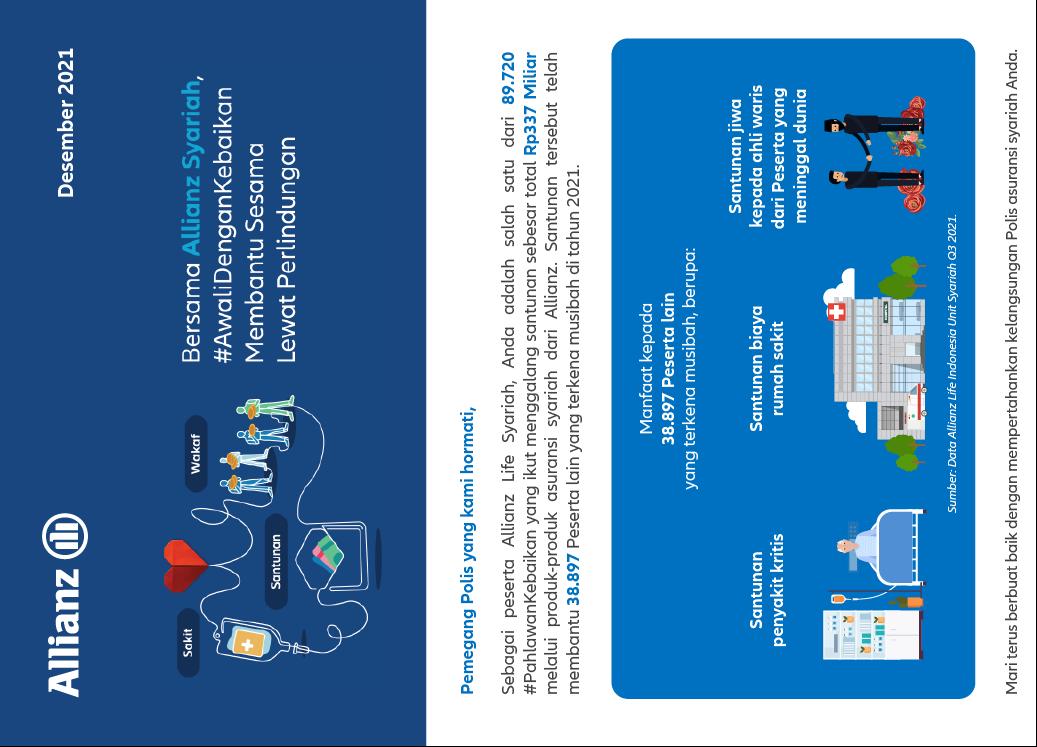 Allianz
Desember 2021
Sakit
Santunan
Wakaf
Bersama Allianz Syariah,
#AwaliDenganKebaikan
Membantu Sesama
Lewat Perlindungan
Pemegang Polis yang kami hormati,
Sebagai peserta Allianz Life Syariah, Anda adalah salah satu dari 89.720
#PahlawanKebaikan yang ikut menggalang santunan sebesar total Rp337 Miliar
melalui produk-produk asuransi syariah dari Allianz. Santunan tersebut telah
membantu 38.897 Peserta lain yang terkena musibah di tahun 2021.
Manfaat kepada
38.897 Peserta lain
yang terkena musibah, berupa:
Santunan
penyakit kritis
Santunan biaya
rumah sakit
Santunan jiwa
kepada ahli waris
dari Peserta yang
meninggal dunia
Sumber: Data Allianz Life Indonesia Unit Syariah Q3 2021.
Mari terus berbuat baik dengan mempertahankan kelangsungan Polis asuransi syariah Anda.